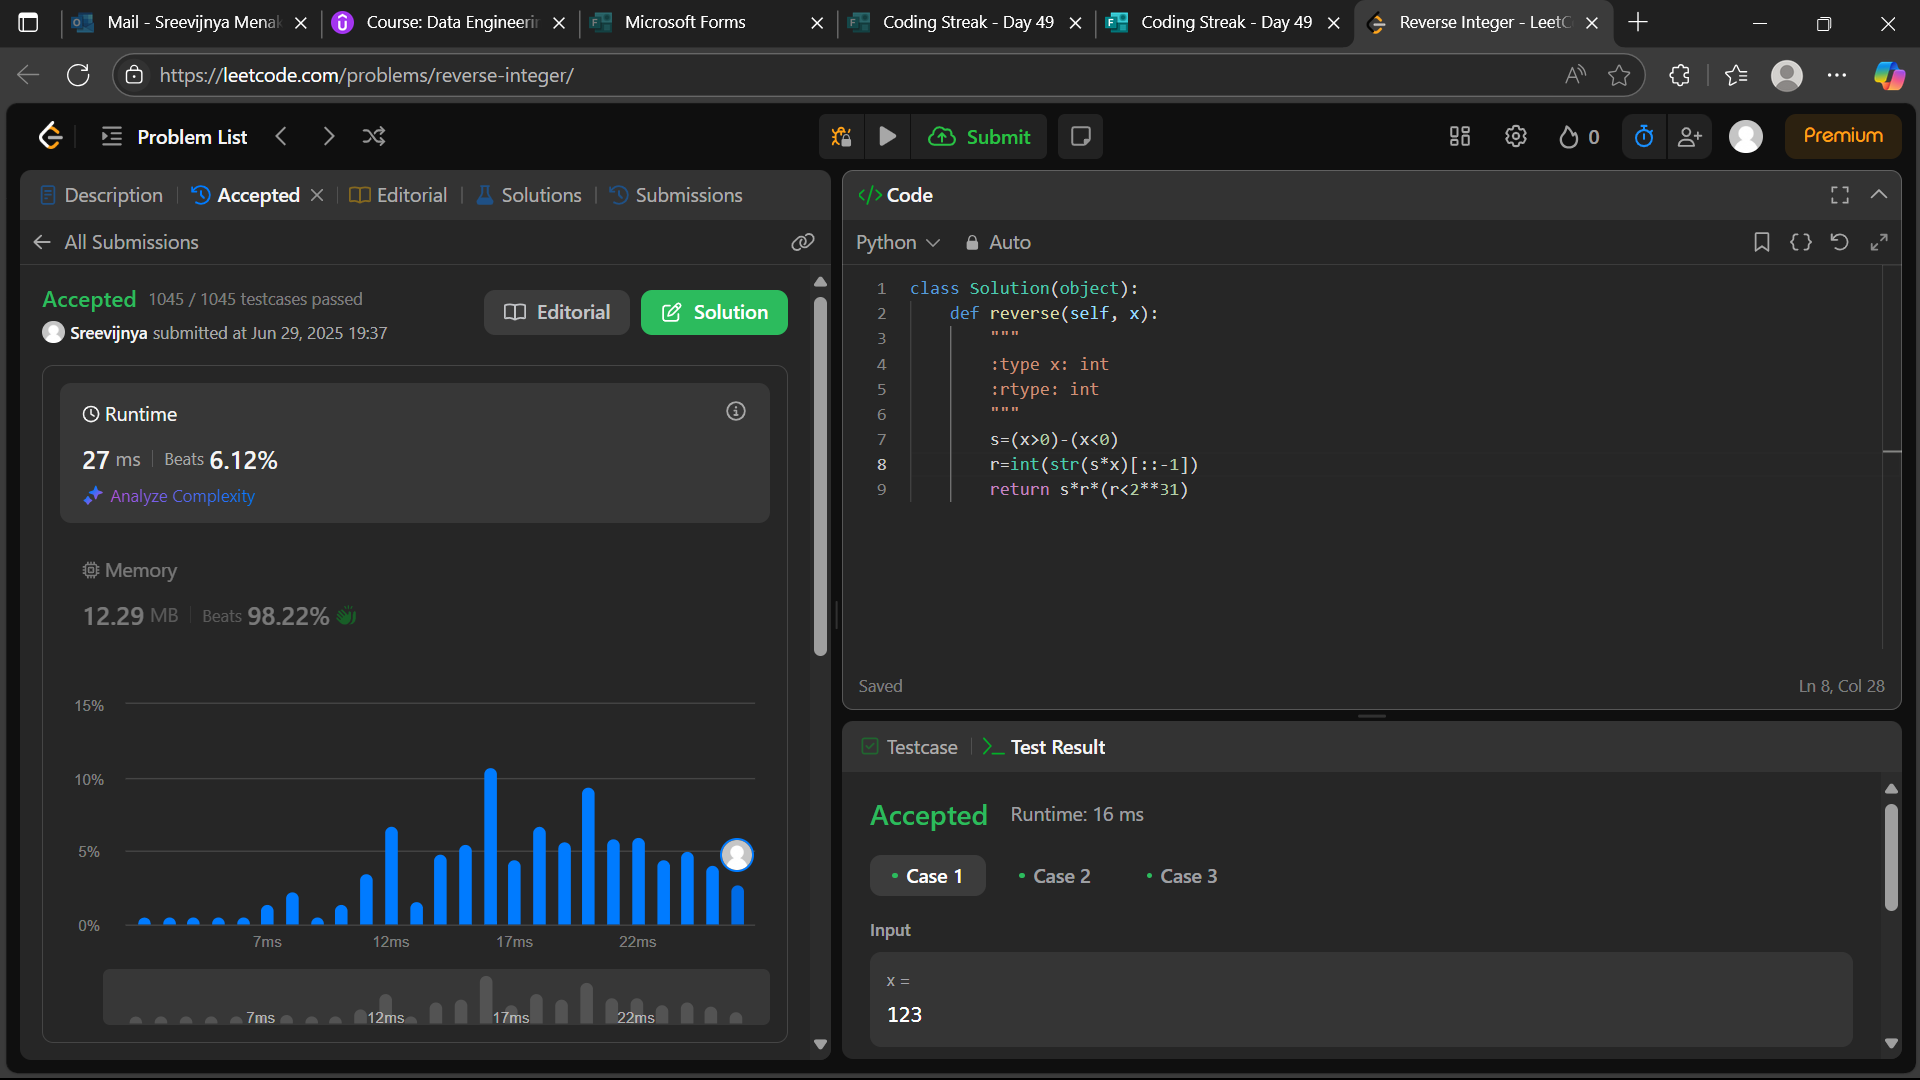 Mail - Sreevijnya Menak
Course: Data Engineerin
Microsoft Forms
Coding Streak - Day 49
Coding Streak - Day 49
Reverse Integer - LeetC
https://leetcode.com/problems/reverse-integer/
Problem List
Submit
0
Premium
Description
Accepted
Editorial
Solutions
Submissions
All Submissions
Accepted 1045 / 1045 testcases passed
Sreevijnya submitted at Jun 29, 2025 19:37
Editorial
Solution
Runtime
27 ms Beats 6.12%
Analyze Complexity
Memory
12.29 MB Beats 98.22%
15%
10%
5%
0%
7ms 12ms 17ms 22ms
7ms 12ms 17ms 22ms
</> Code
Python Auto
1 class Solution(object):
2 def reverse(self, x):
3 """
4 :type x: int
5 :rtype: int
6 """
7 s=(x>0)-(x<0)
8 r=int(str(s*x)[::-1])
9 return s*r*(r<2**31)
Saved
Ln 8, Col 28
Testcase
Test Result
Accepted Runtime: 16 ms
Case 1
Case 2
Case 3
Input
x =
123